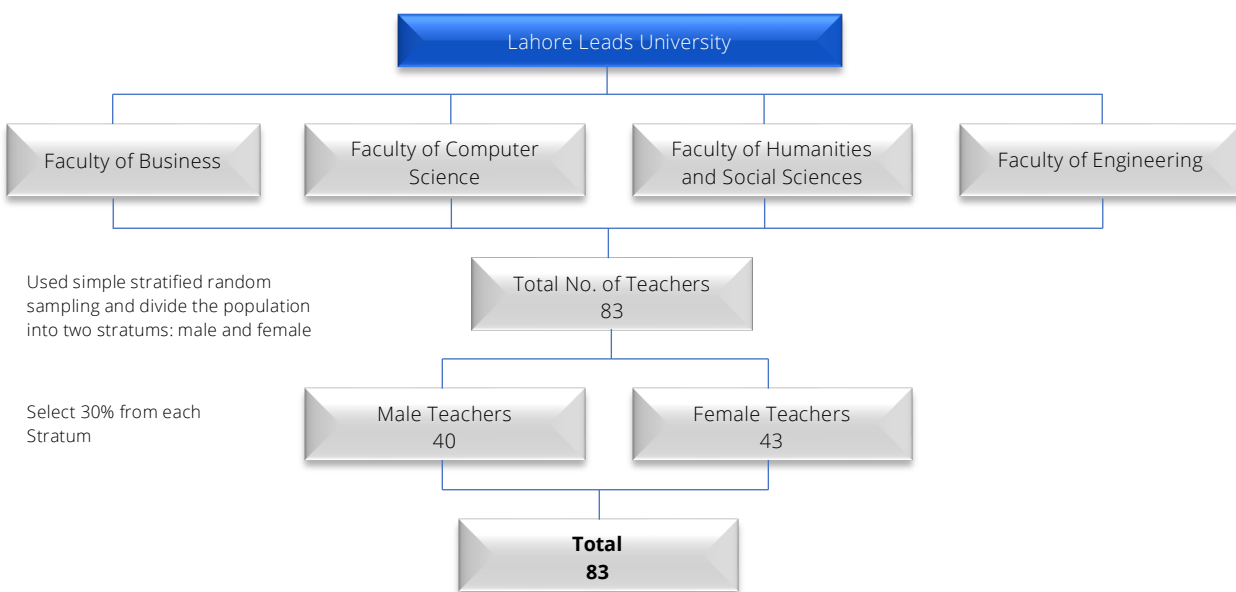 Lahore Leads University
Faculty of Business
Faculty of Computer
Science
Faculty of Humanities
and Social Sciences
Faculty of Engineering
Used simple stratified random
sampling and divide the population
into two stratums: male and female
Total No. of Teachers
83
Select 30% from each
Stratum
Male Teachers
40
Female Teachers
43
Total
83